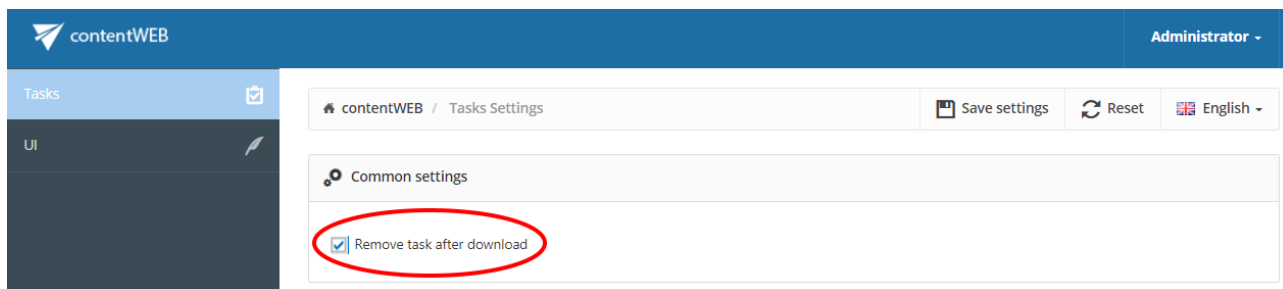 contentWEB
Administrator
Tasks
contentWEB / Tasks Settings
Save settings
Reset
English
UI
Common settings
Remove task after download